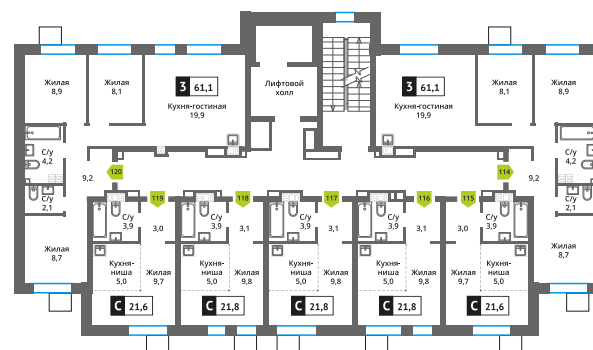 Жилая
8,9
Жилая
8,1
3 61,1
Кухня-гостиная
19,9
Лифтовой
холл
3 61,1
Кухня-гостиная
19,9
Жилая
8,1
Жилая
8,9
С/у
4,2
С/у
2,1
9,2
120
114
9,2
С/у
4,2
С/у
2,1
Жилая
8,7
Жилая
8,7
119
118
117
116
115
С/у
3,9
3,0
С/у
3,9
3,1
С/у
3,9
3,1
С/у
3,9
3,1
3,0
С/у
3,9
Кухня-
ниша
5,0
Жилая
9,7
Кухня-
ниша
5,0
Жилая
9,8
Кухня-
ниша
5,0
Жилая
9,8
Кухня-
ниша
5,0
Жилая
9,8
Жилая
9,7
Кухня-
ниша
5,0
С 21,6
С 21,8
С 21,8
С 21,8
С 21,6